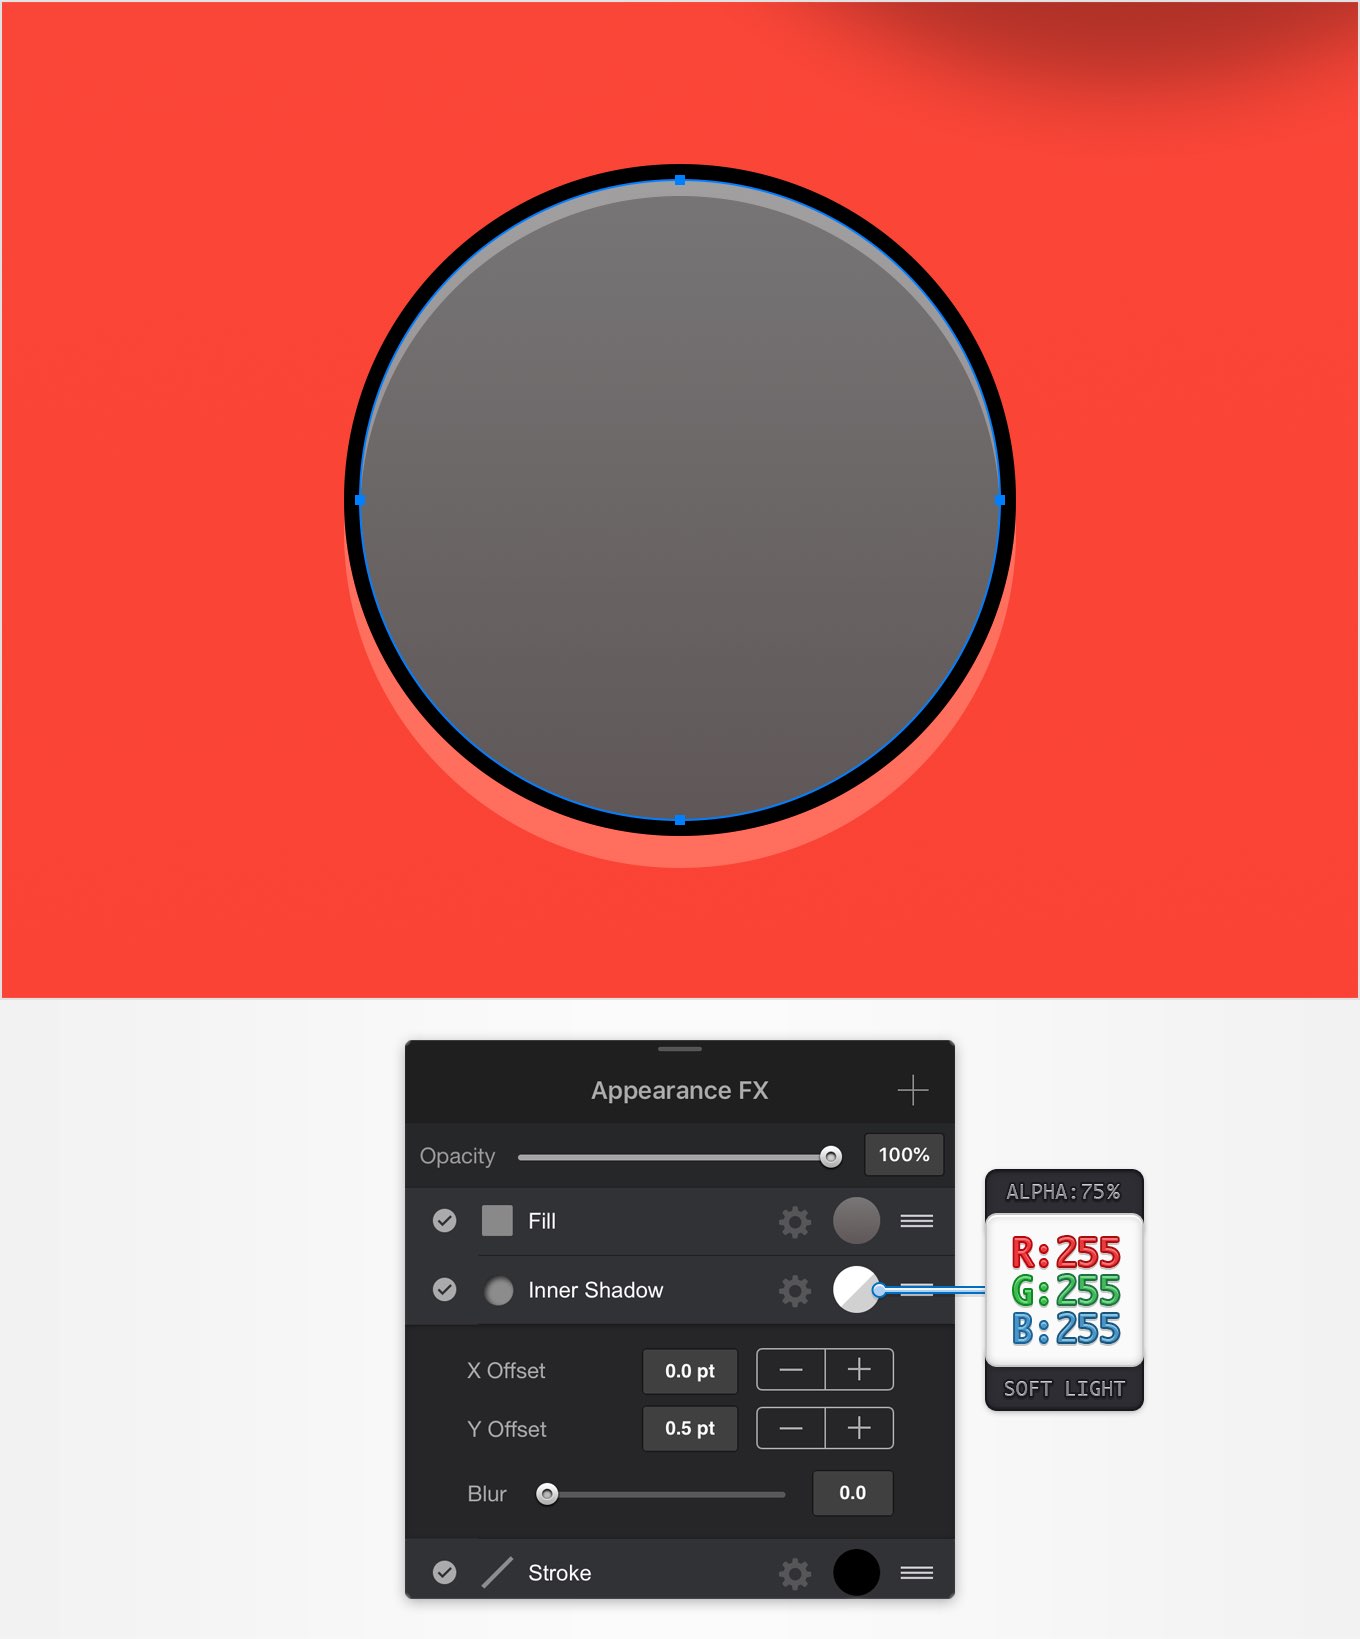 Appearance FX
Opacity 100%
Fill
Inner Shadow
X Offset 0.0 pt
Y Offset 0.5 pt
Blur 0.0
Stroke
ALPHA:75%
R:255
G:255
B:255
SOFT LIGHT